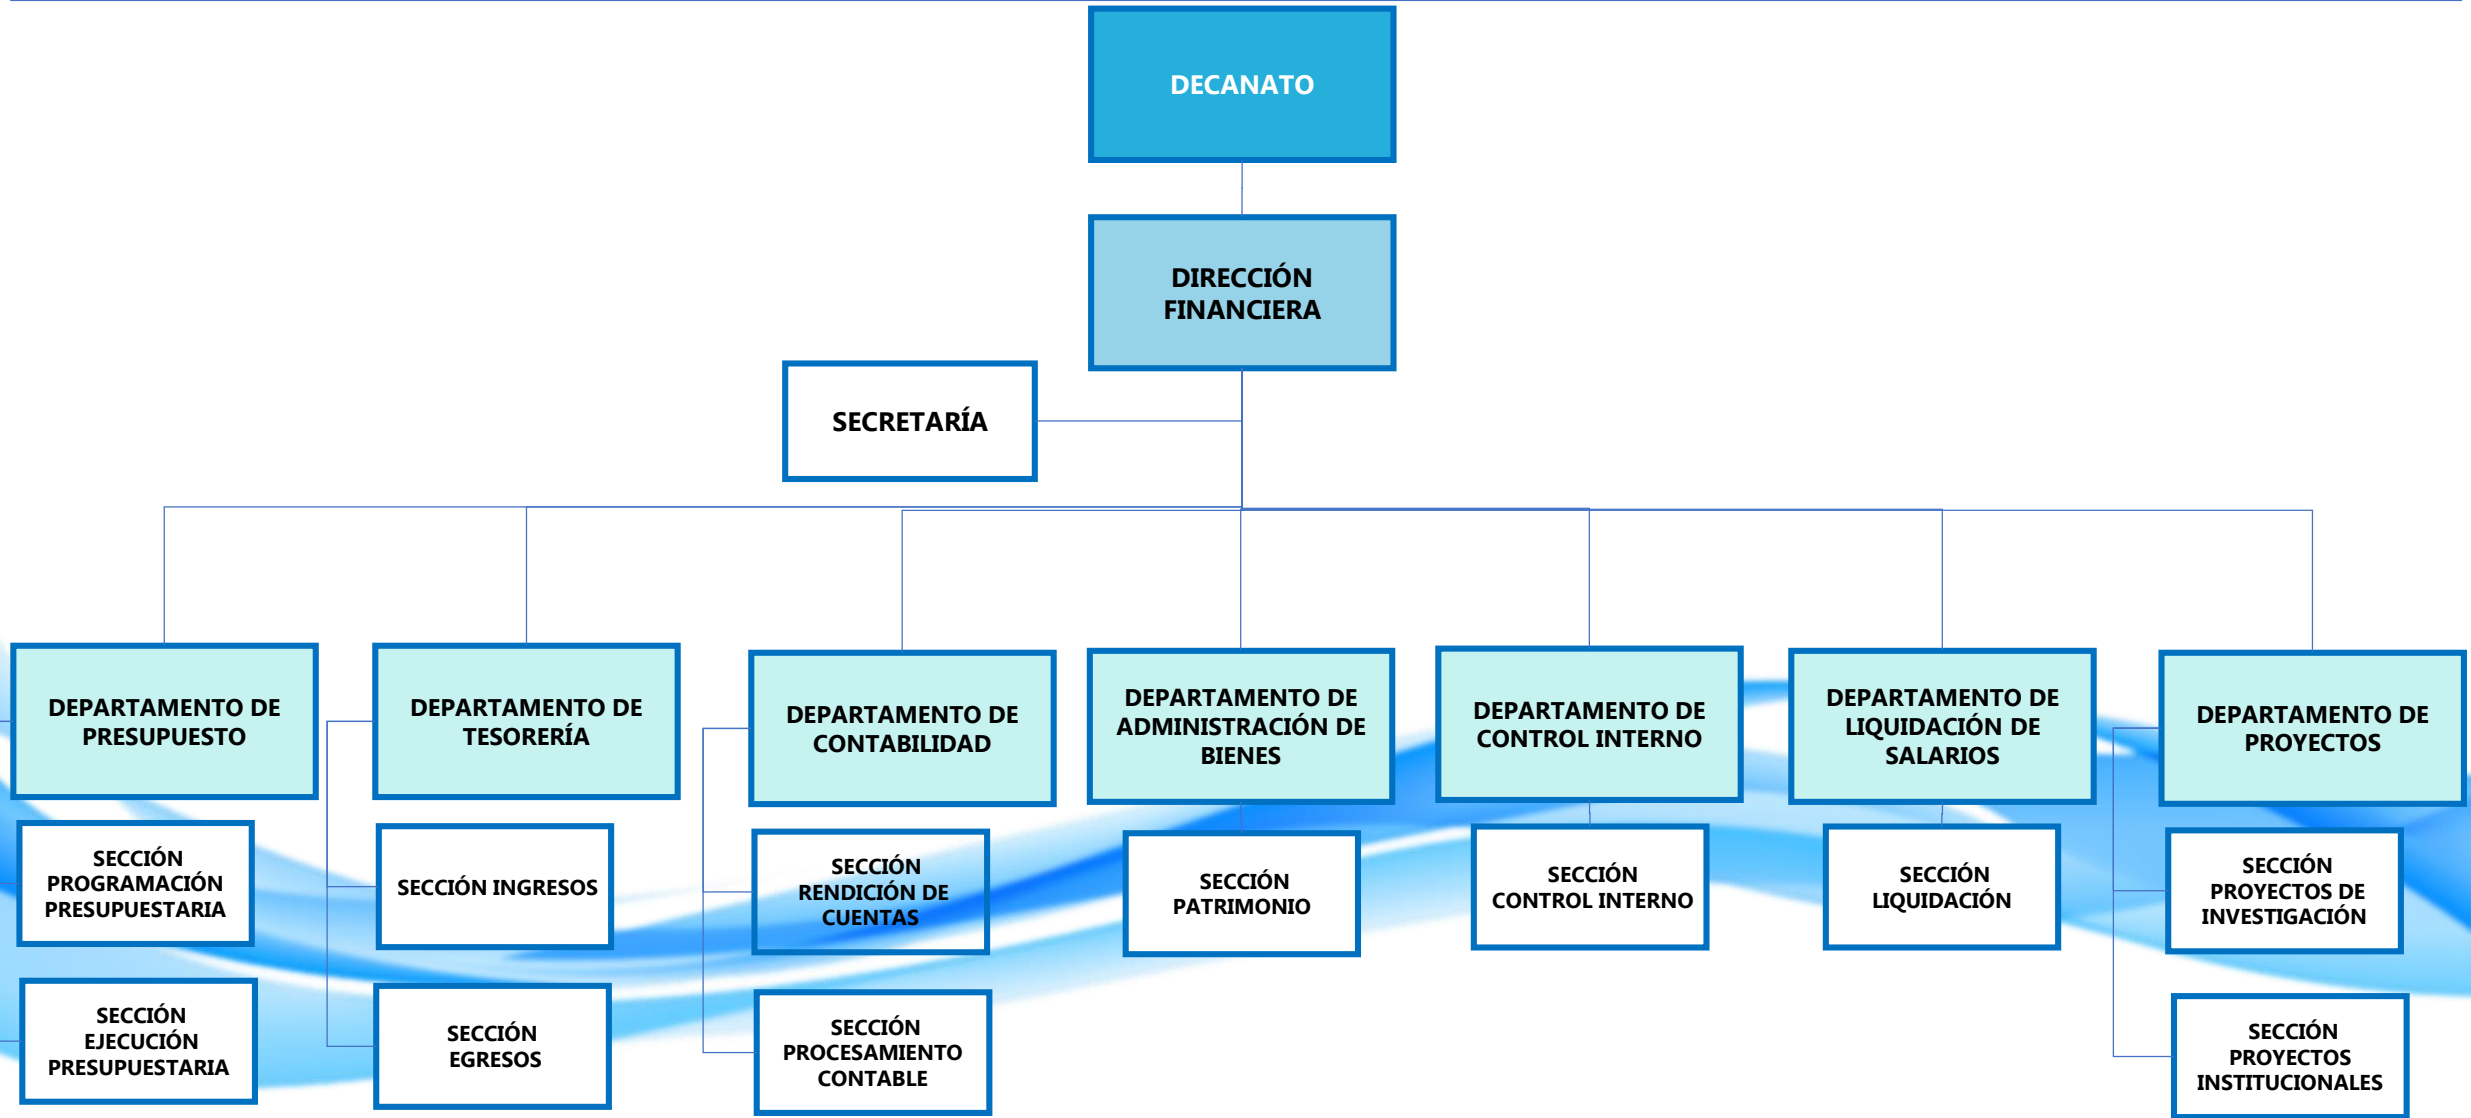 DECANATO
DIRECCIÓN
FINANCIERA
SECRETARÍA
DEPARTAMENTO DE
PRESUPUESTO
DEPARTAMENTO DE
TESORERÍA
DEPARTAMENTO DE
CONTABILIDAD
DEPARTAMENTO DE
ADMINISTRACIÓN DE
BIENES
DEPARTAMENTO DE
CONTROL INTERNO
DEPARTAMENTO DE
LIQUIDACIÓN DE
SALARIOS
DEPARTAMENTO DE
PROYECTOS
SECCIÓN
PROGRAMACIÓN
PRESUPUESTARIA
SECCIÓN INGRESOS
SECCIÓN
RENDICIÓN DE
CUENTAS
SECCIÓN
PATRIMONIO
SECCIÓN
CONTROL INTERNO
SECCIÓN
LIQUIDACIÓN
SECCIÓN
PROYECTOS DE
INVESTIGACIÓN
SECCIÓN
EJECUCIÓN
PRESUPUESTARIA
SECCIÓN
EGRESOS
SECCIÓN
PROCESAMIENTO
CONTABLE
SECCIÓN
PROYECTOS
INSTITUCIONALES